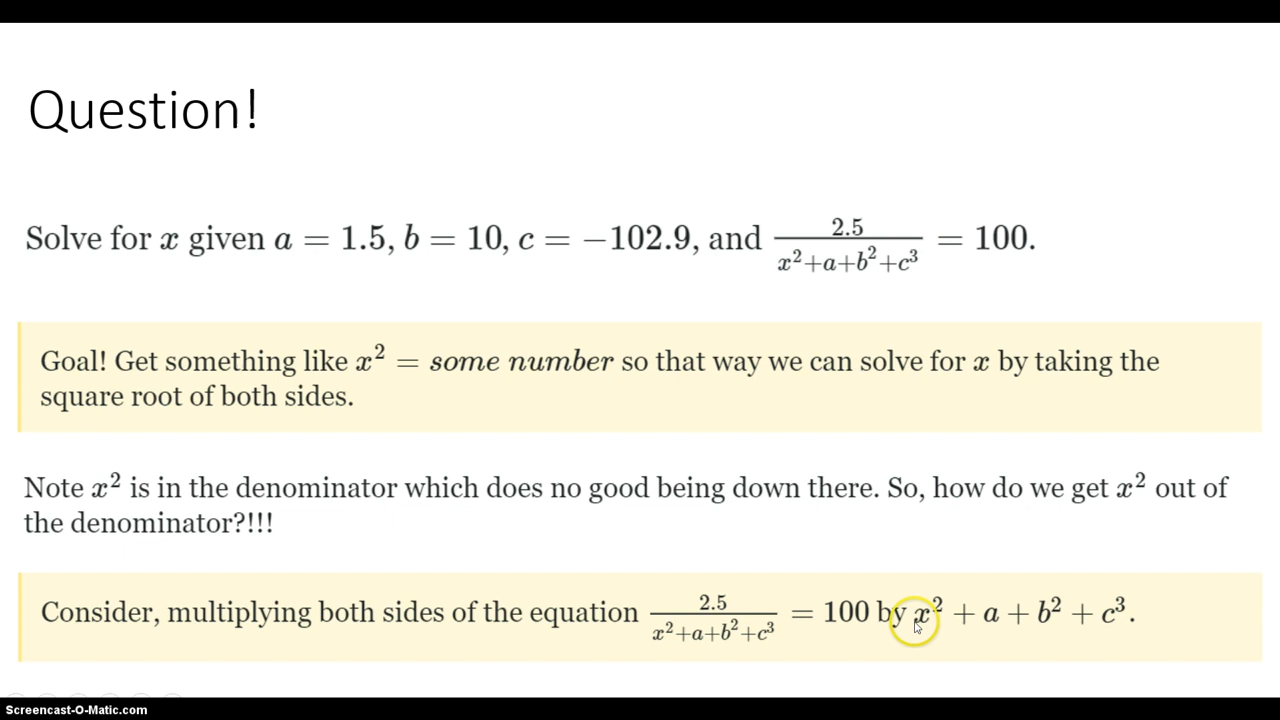 Question!
Solve for x given a = 1.5, b = 10, c = −102.9, and 2.5/(x²+a+b²+c³) = 100.
Goal! Get something like x² = some number so that way we can solve for x by taking the
square root of both sides.
Note x² is in the denominator which does no good being down there. So, how do we get x² out of
the denominator?!!!
Consider, multiplying both sides of the equation 2.5/(x²+a+b²+c³) = 100 by x² + a + b² + c³.
Screencast-O-Matic.com